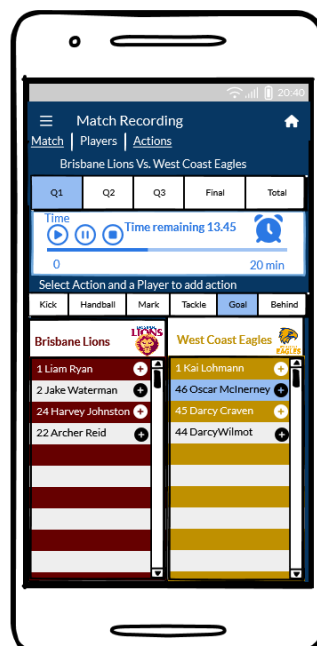 20:40
Match Recording
Match | Players | Actions
Brisbane Lions Vs. West Coast Eagles
Q1 Q2 Q3 Final Total
Time
Time remaining 13.45
0 20 min
Select Action and a Player to add action
Kick Handball Mark Tackle Goal Behind
Brisbane Lions LIONS West Coast Eagles EAGLES
1 Liam Ryan 1 Kai Lohmann
2 Jake Waterman 46 Oscar McInerney
24 Harvey Johnston 45 Darcy Craven
22 Archer Reid 44 DarcyWilmot